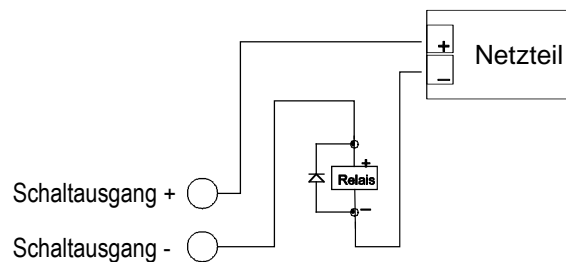 +
Netzteil
−
+
Relais
−
Schaltausgang +
Schaltausgang -